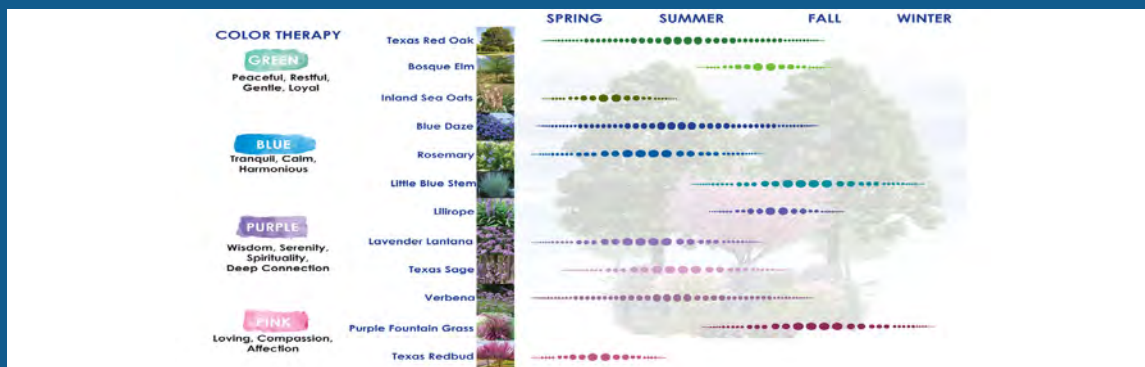 SPRING SUMMER FALL WINTER
COLOR THERAPY
GREEN
Peaceful, Restful,
Gentle, Loyal
BLUE
Tranquil, Calm,
Harmonious
PURPLE
Wisdom, Serenity,
Spirituality,
Deep Connection
PINK
Loving, Compassion,
Affection
Texas Red Oak
Bosque Elm
Inland Sea Oats
Blue Daze
Rosemary
Little Blue Stem
Lilirope
Lavender Lantana
Texas Sage
Verbena
Purple Fountain Grass
Texas Redbud